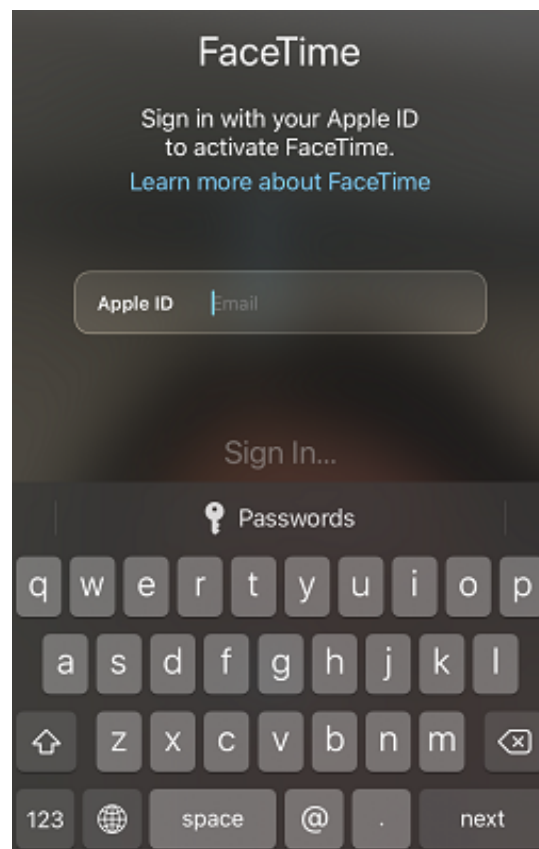 FaceTime
Sign in with your Apple ID
to activate FaceTime.
Learn more about FaceTime
Apple ID Email
Sign In...
Passwords
q w e r t y u i o p
a s d f g h j k l
z x c v b n m
123 space @ . next